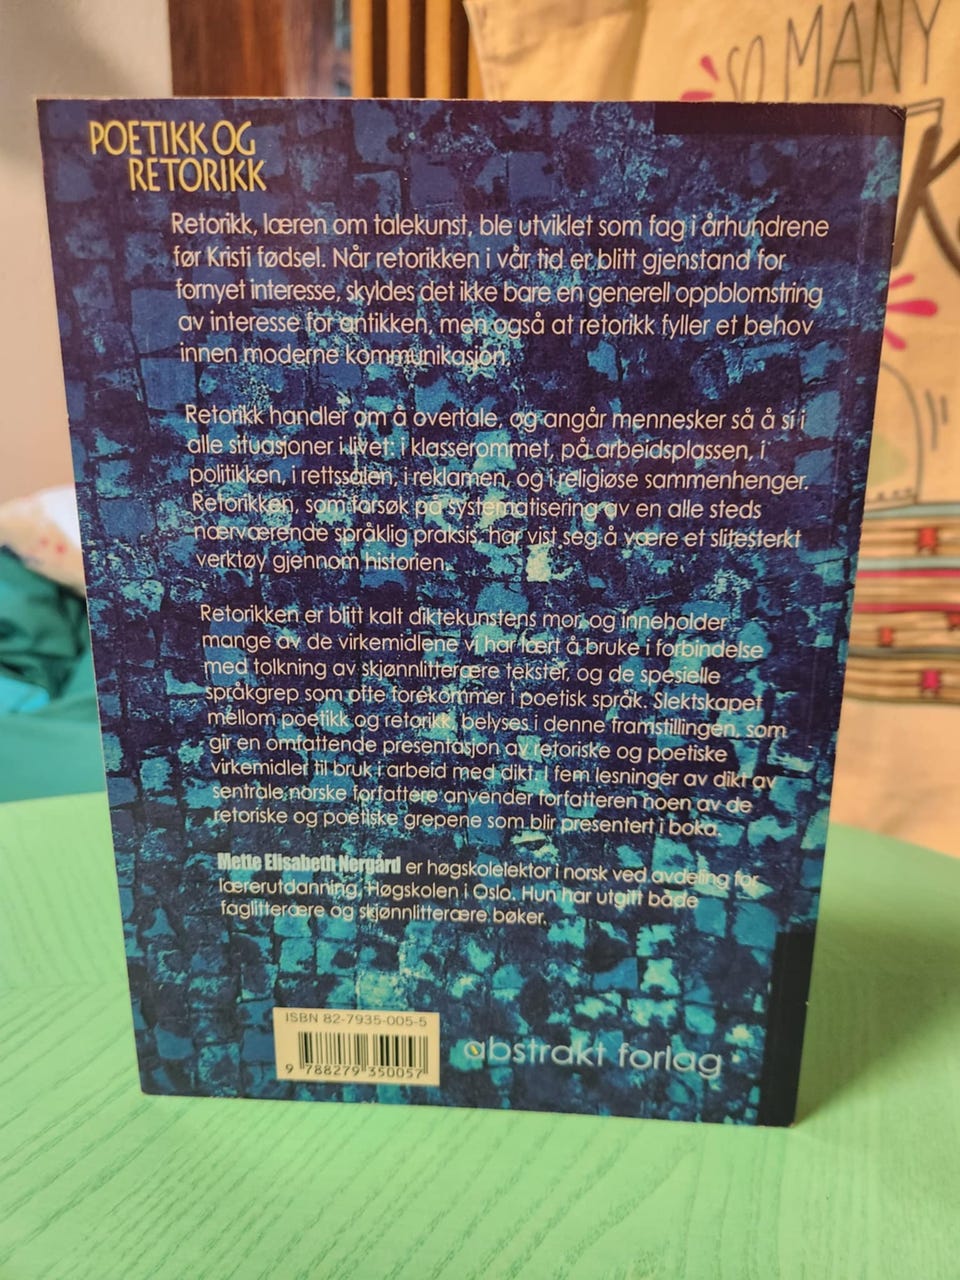 SO MANY
POETIKK OG
RETORIKK
Retorikk, læren om talekunst, ble utviklet som fag i århundrene
før Kristi fødsel. Når retorikken i vår tid er blitt gjenstand for
fornyet interesse, skyldes det ikke bare en generell oppblomstring
av interesse for antikken, men også at retorikk fyller et behov
innen moderne kommunikasjon.
Retorikk handler om å overtale, og angår mennesker så å si i
alle situasjoner i livet: i klasserommet, på arbeidsplassen, i
politikken, i rettssalen, i reklamen, og i religiøse sammenhenger.
Retorikken, som forsøk på systematisering av en alle steds
nærværende språklig praksis, har vist seg å være et slitesterkt
verktøy gjennom historien.
Retorikken er blitt kalt diktekunstens mor, og inneholder
mange av de virkemidlene vi har lært å bruke i forbindelse
med tolkning av skjønnlitterære tekster, og de spesielle
språkgrep som ofte forekommer i poetisk språk. Slektskapet
mellom poetikk og retorikk, belyses i denne framstillingen, som
gir en omfattende presentasjon av retoriske og poetiske
virkemidler til bruk i arbeid med dikt. I fem lesninger av dikt av
sentrale norske forfattere anvender forfatteren noen av de
retoriske og poetiske grepene som blir presentert i boka.
Mette Elisabeth Nergård er høgskolelektor i norsk ved avdeling for
lærerutdanning, Høgskolen i Oslo. Hun har utgitt både
faglitterære og skjønnlitterære bøker.
ISBN 82-7935-005-5
9 788279 350057
abstrakt forlag